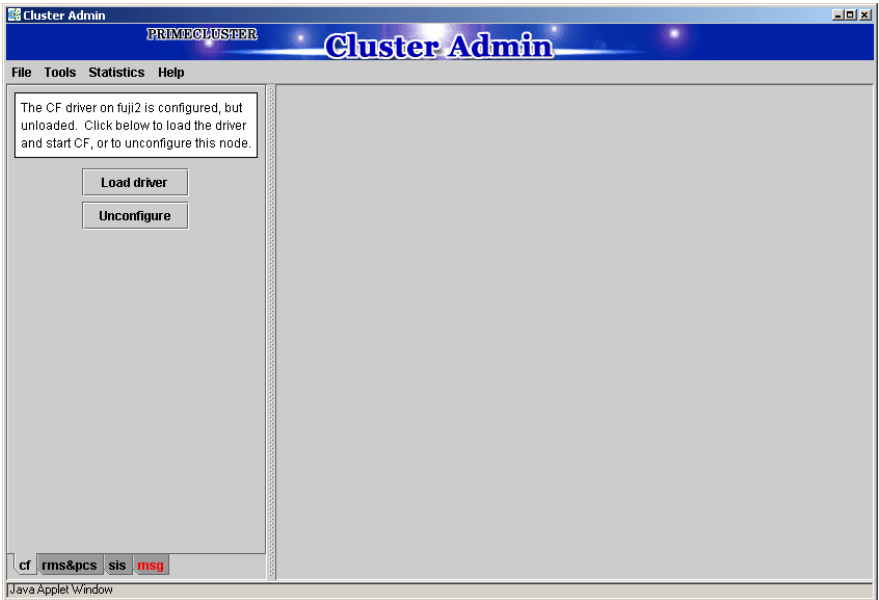 Cluster Admin
PRIMECLUSTER
Cluster Admin
File Tools Statistics Help
The CF driver on fuji2 is configured, but
unloaded. Click below to load the driver
and start CF, or to unconfigure this node.
Load driver
Unconfigure
cf rms&pcs sis msg
Java Applet Window